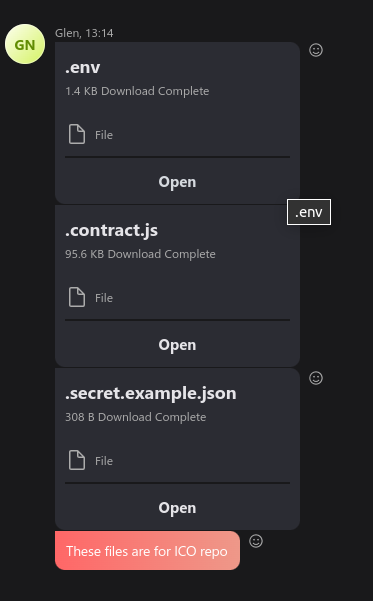 GN
Glen, 13:14
.env
1.4 KB Download Complete
File
Open
.env
.contract.js
95.6 KB Download Complete
File
Open
.secret.example.json
308 B Download Complete
File
Open
These files are for ICO repo